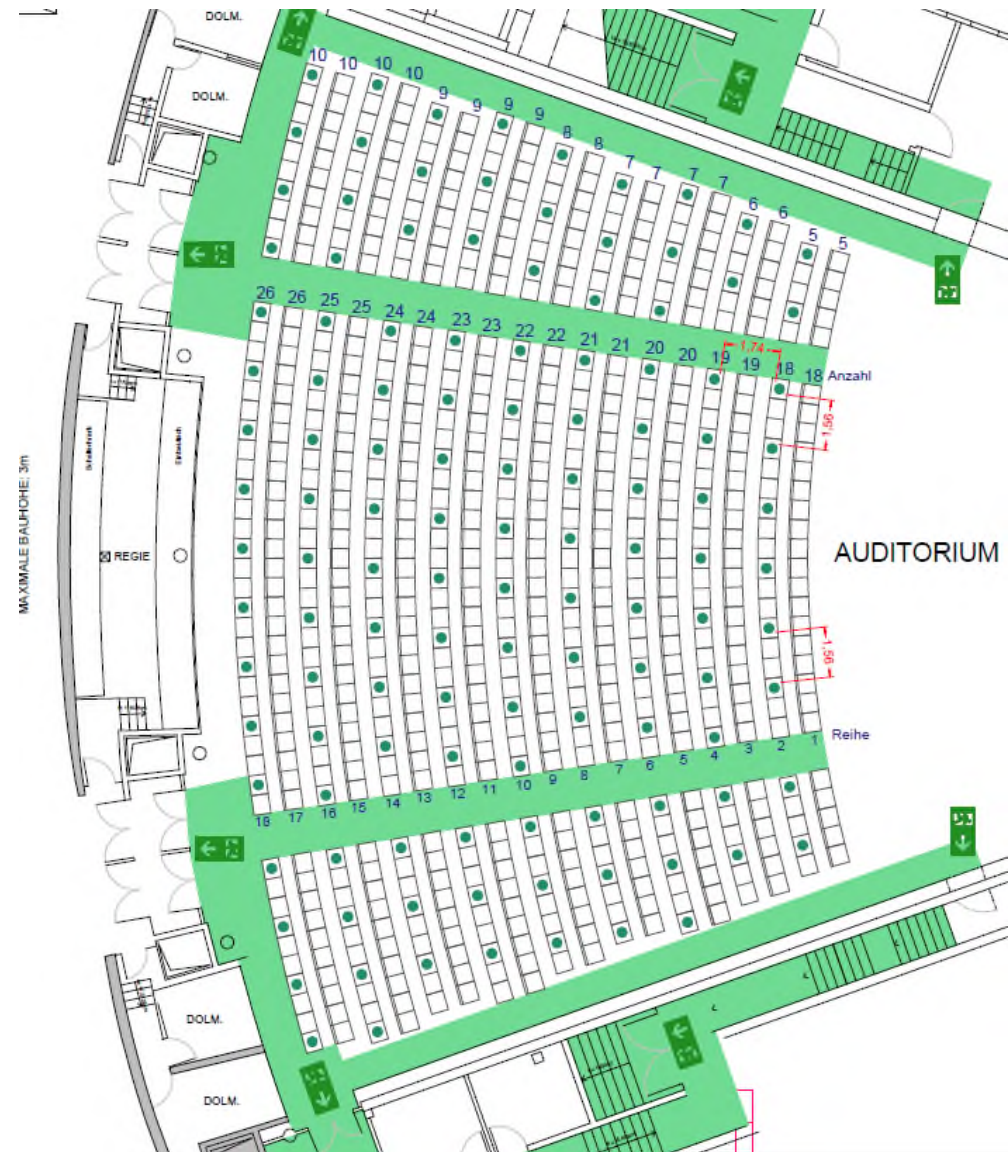 DOLM.
DOLM.
10 10 10 10 9 9 9 9 8 8 7 7 7 7 6 6 5 5
26 26 25 25 24 24 23 23 22 22 21 21 20 20 19 19 18 18 Anzahl
1,74
1,56
MAXIMALE BAUHÖHE: 3m
REGIE
AUDITORIUM
1,56
18 17 16 15 14 13 12 11 10 9 8 7 6 5 4 3 2 1 Reihe
DOLM.
DOLM.